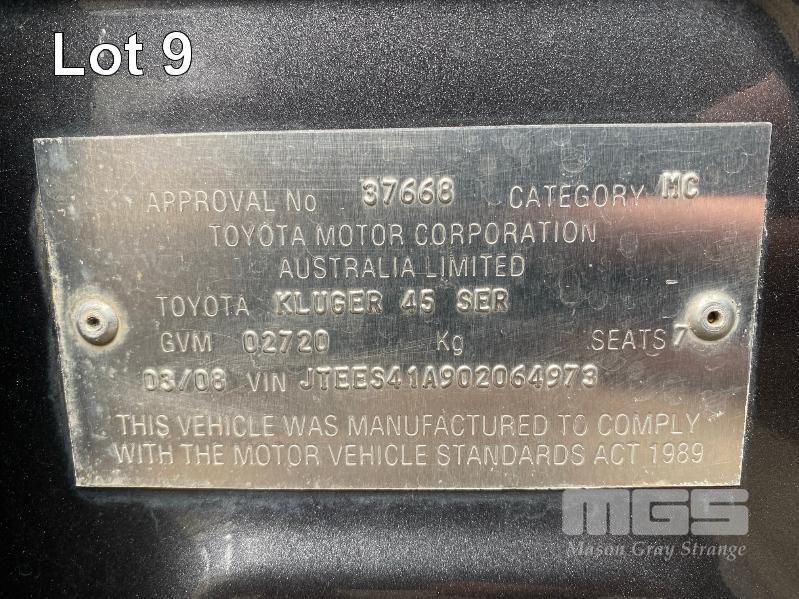 Lot 9
APPROVAL No 37668 CATEGORY MC
TOYOTA MOTOR CORPORATION
AUSTRALIA LIMITED
TOYOTA KLUGER 45 SER
GVM 02720 Kg SEATS 7
03/08 VIN JTEES41A902064973
THIS VEHICLE WAS MANUFACTURED TO COMPLY
WITH THE MOTOR VEHICLE STANDARDS ACT 1989
MGS
Mason Gray Strange